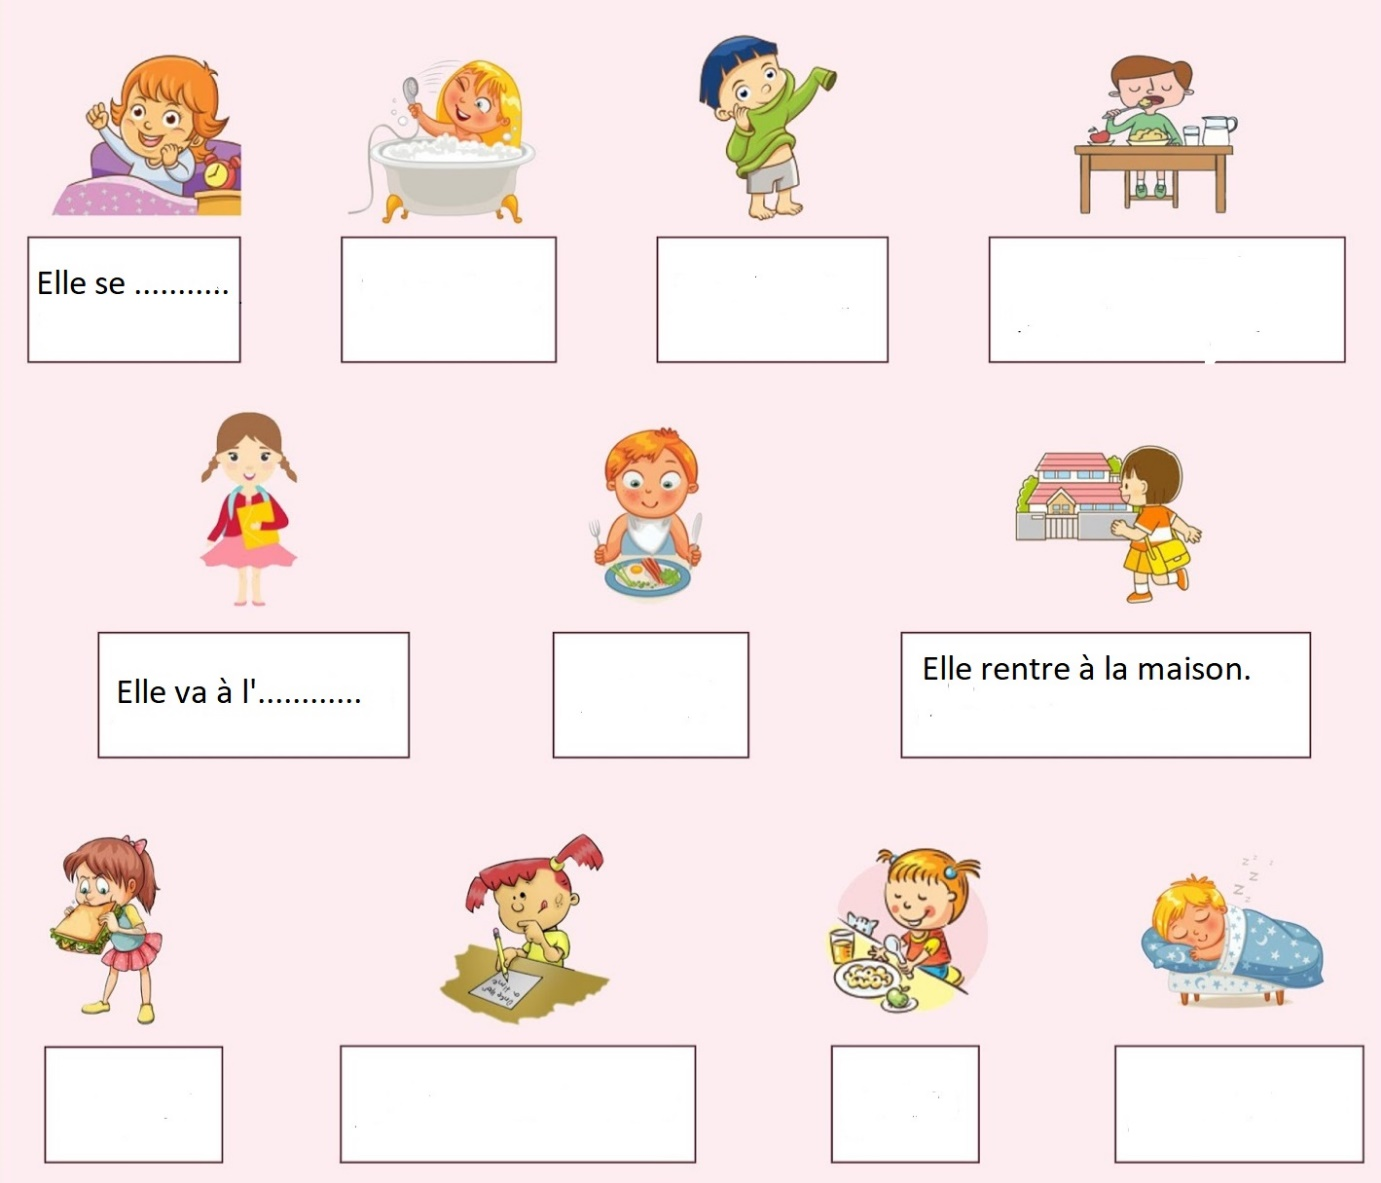 Elle se ...........
Elle va à l'............
Elle rentre à la maison.